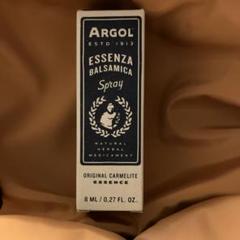 ARGOL
ESTD 1913
ESSENZA
BALSAMICA
Spray
NATURAL
HERBAL
MEDICAMENT
ORIGINAL CARMELITE
ESSENCE
8 ML / 0.27 FL. OZ.